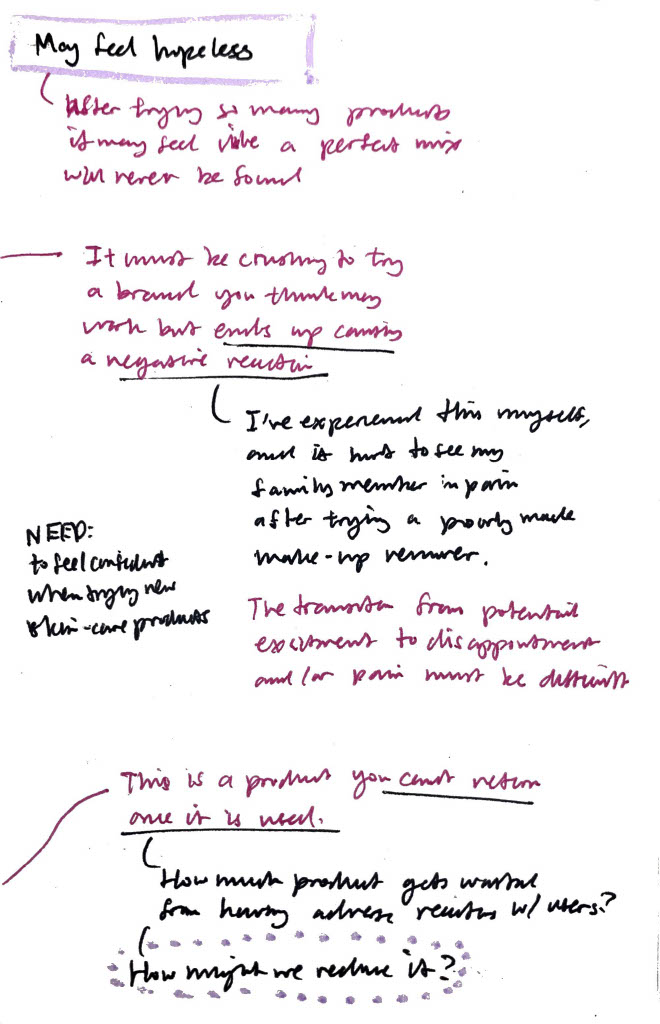 May feel hopeless
After trying so many products
it may feel like a perfect mix
will never be found
It must be crushing to try
a brand you think may
work but ends up causing
a negative reaction
I've experienced this myself,
and it hurts to see my
family member in pain
after trying a poorly made
make-up remover.
NEED:
to feel confident
when trying new
skin-care products
The transition from potential
excitment to disappointment
and/or pain must be difficult
This is a product you cannot return
once it is used.
How much product gets wasted
from having adverse reactions w/ users?
How might we reduce it?